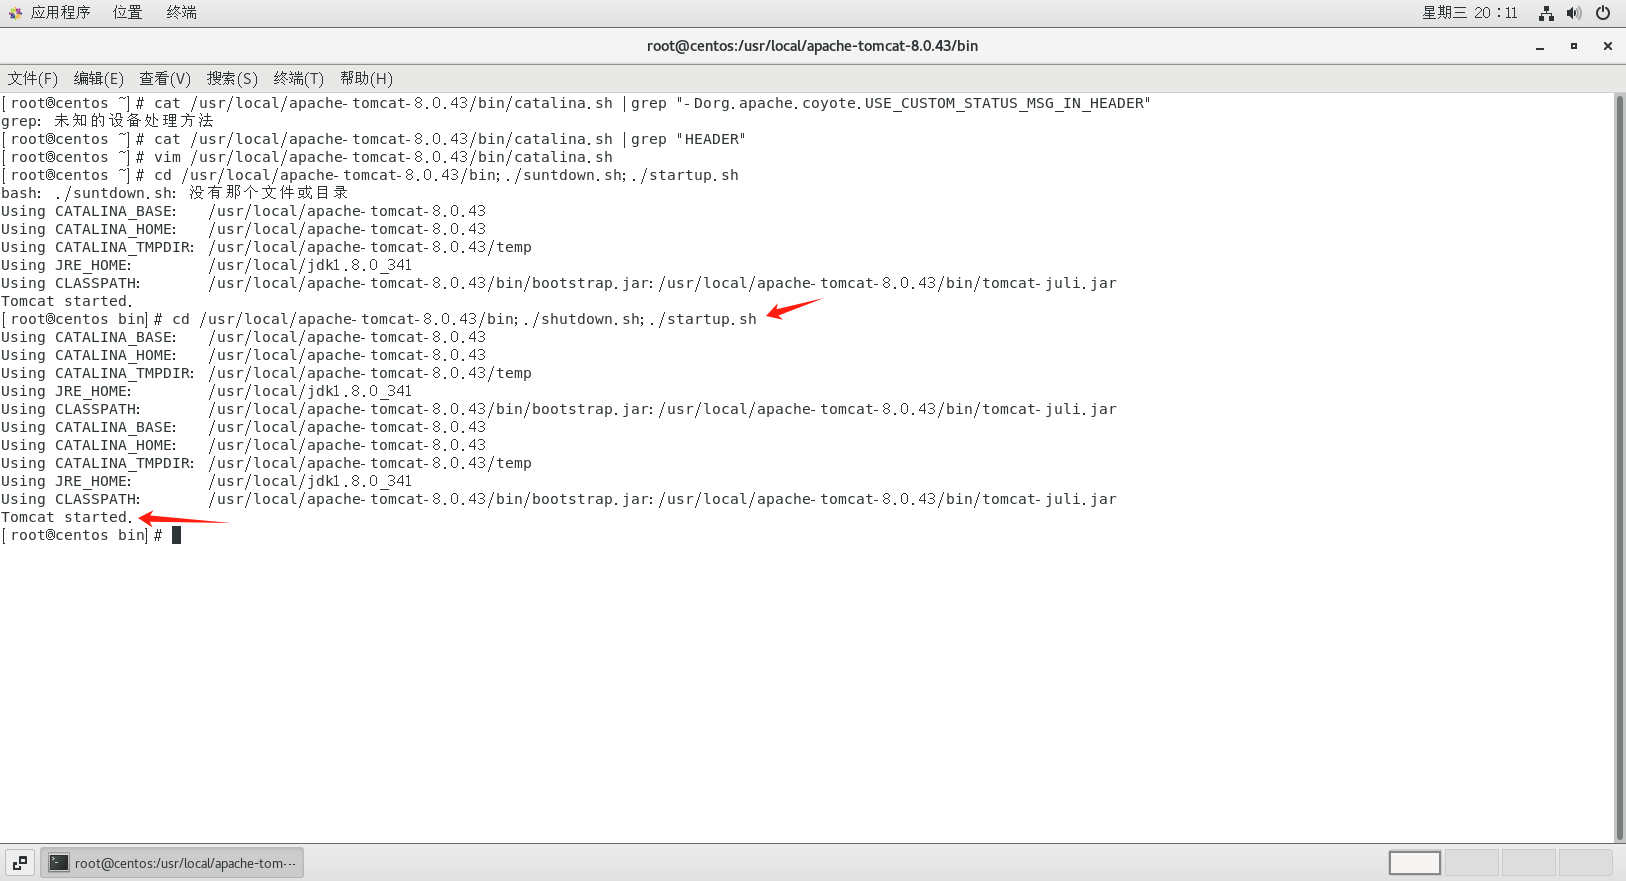 应用程序 位置 终端 星期三 20：11
root@centos:/usr/local/apache-tomcat-8.0.43/bin
文件(F) 编辑(E) 查看(V) 搜索(S) 终端(T) 帮助(H)
[root@centos ~]# cat /usr/local/apache-tomcat-8.0.43/bin/catalina.sh |grep "-Dorg.apache.coyote.USE_CUSTOM_STATUS_MSG_IN_HEADER"
grep: 未知的设备处理方法
[root@centos ~]# cat /usr/local/apache-tomcat-8.0.43/bin/catalina.sh |grep "HEADER"
[root@centos ~]# vim /usr/local/apache-tomcat-8.0.43/bin/catalina.sh
[root@centos ~]# cd /usr/local/apache-tomcat-8.0.43/bin;./suntdown.sh;./startup.sh
bash: ./suntdown.sh: 没有那个文件或目录
Using CATALINA_BASE:   /usr/local/apache-tomcat-8.0.43
Using CATALINA_HOME:   /usr/local/apache-tomcat-8.0.43
Using CATALINA_TMPDIR: /usr/local/apache-tomcat-8.0.43/temp
Using JRE_HOME:        /usr/local/jdk1.8.0_341
Using CLASSPATH:       /usr/local/apache-tomcat-8.0.43/bin/bootstrap.jar:/usr/local/apache-tomcat-8.0.43/bin/tomcat-juli.jar
Tomcat started.
[root@centos bin]# cd /usr/local/apache-tomcat-8.0.43/bin;./shutdown.sh;./startup.sh
Using CATALINA_BASE:   /usr/local/apache-tomcat-8.0.43
Using CATALINA_HOME:   /usr/local/apache-tomcat-8.0.43
Using CATALINA_TMPDIR: /usr/local/apache-tomcat-8.0.43/temp
Using JRE_HOME:        /usr/local/jdk1.8.0_341
Using CLASSPATH:       /usr/local/apache-tomcat-8.0.43/bin/bootstrap.jar:/usr/local/apache-tomcat-8.0.43/bin/tomcat-juli.jar
Using CATALINA_BASE:   /usr/local/apache-tomcat-8.0.43
Using CATALINA_HOME:   /usr/local/apache-tomcat-8.0.43
Using CATALINA_TMPDIR: /usr/local/apache-tomcat-8.0.43/temp
Using JRE_HOME:        /usr/local/jdk1.8.0_341
Using CLASSPATH:       /usr/local/apache-tomcat-8.0.43/bin/bootstrap.jar:/usr/local/apache-tomcat-8.0.43/bin/tomcat-juli.jar
Tomcat started.
[root@centos bin]#
root@centos:/usr/local/apache-tom···